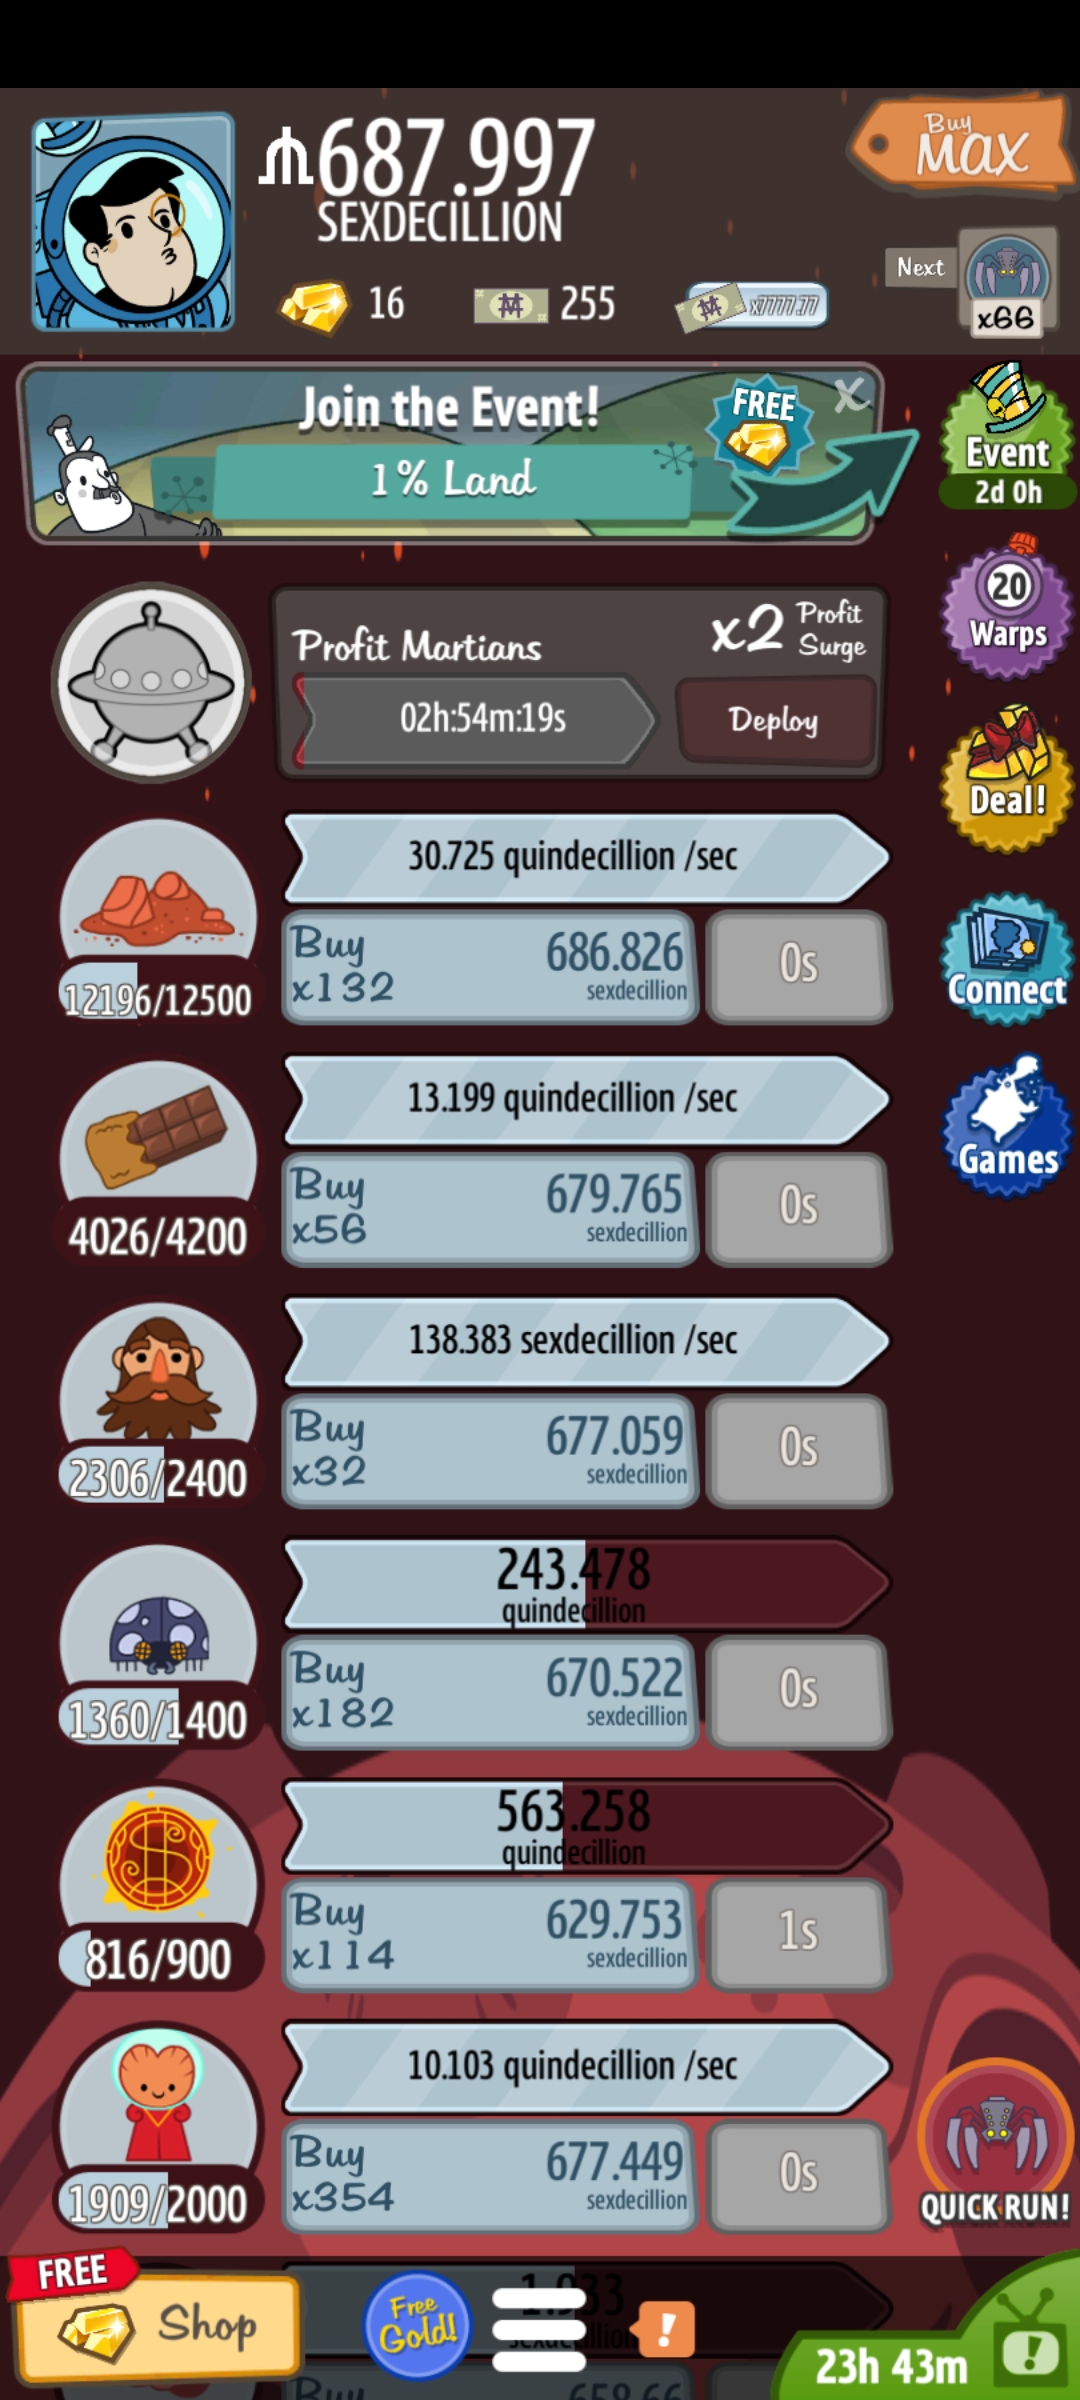 687.997
SEXDECILLION
Buy
MAX
16
255
x7777.77
Next
x66
Join the Event!
1% Land
FREE
X
Event
2d 0h
20
Warps
Profit Martians
x2 Profit Surge
02h:54m:19s
Deploy
Deal!
30.725 quindecillion /sec
Buy
x132
686.826
sexdecillion
0s
12196/12500
Connect
13.199 quindecillion /sec
Buy
x56
679.765
sexdecillion
0s
4026/4200
Games
138.383 sexdecillion /sec
Buy
x32
677.059
sexdecillion
0s
2306/2400
243.478
quindecillion
Buy
x182
670.522
sexdecillion
0s
1360/1400
563.258
quindecillion
Buy
x114
629.753
sexdecillion
1s
816/900
10.103 quindecillion /sec
Buy
x354
677.449
sexdecillion
0s
1909/2000
QUICK RUN!
FREE
Shop
Free
Gold!
!
23h 43m
!
Buy